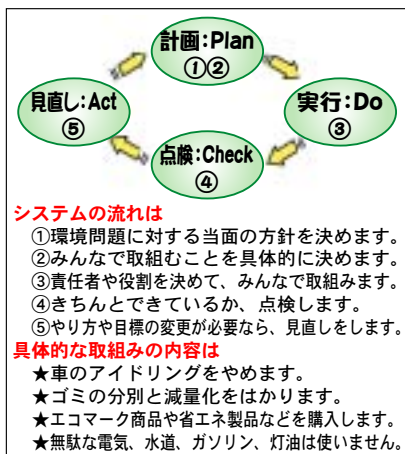 計画:Plan
①②
見直し:Act
⑤
実行:Do
③
点検:Check
④
システムの流れは
①環境問題に対する当面の方針を決めます。
②みんなで取組むことを具体的に決めます。
③責任者や役割を決めて、みんなで取組みます。
④きちんとできているか、点検します。
⑤やり方や目標の変更が必要なら、見直しをします。
具体的な取組みの内容は
★車のアイドリングをやめます。
★ゴミの分別と減量化をはかります。
★エコマーク商品や省エネ製品などを購入します。
★無駄な電気、水道、ガソリン、灯油は使いません。